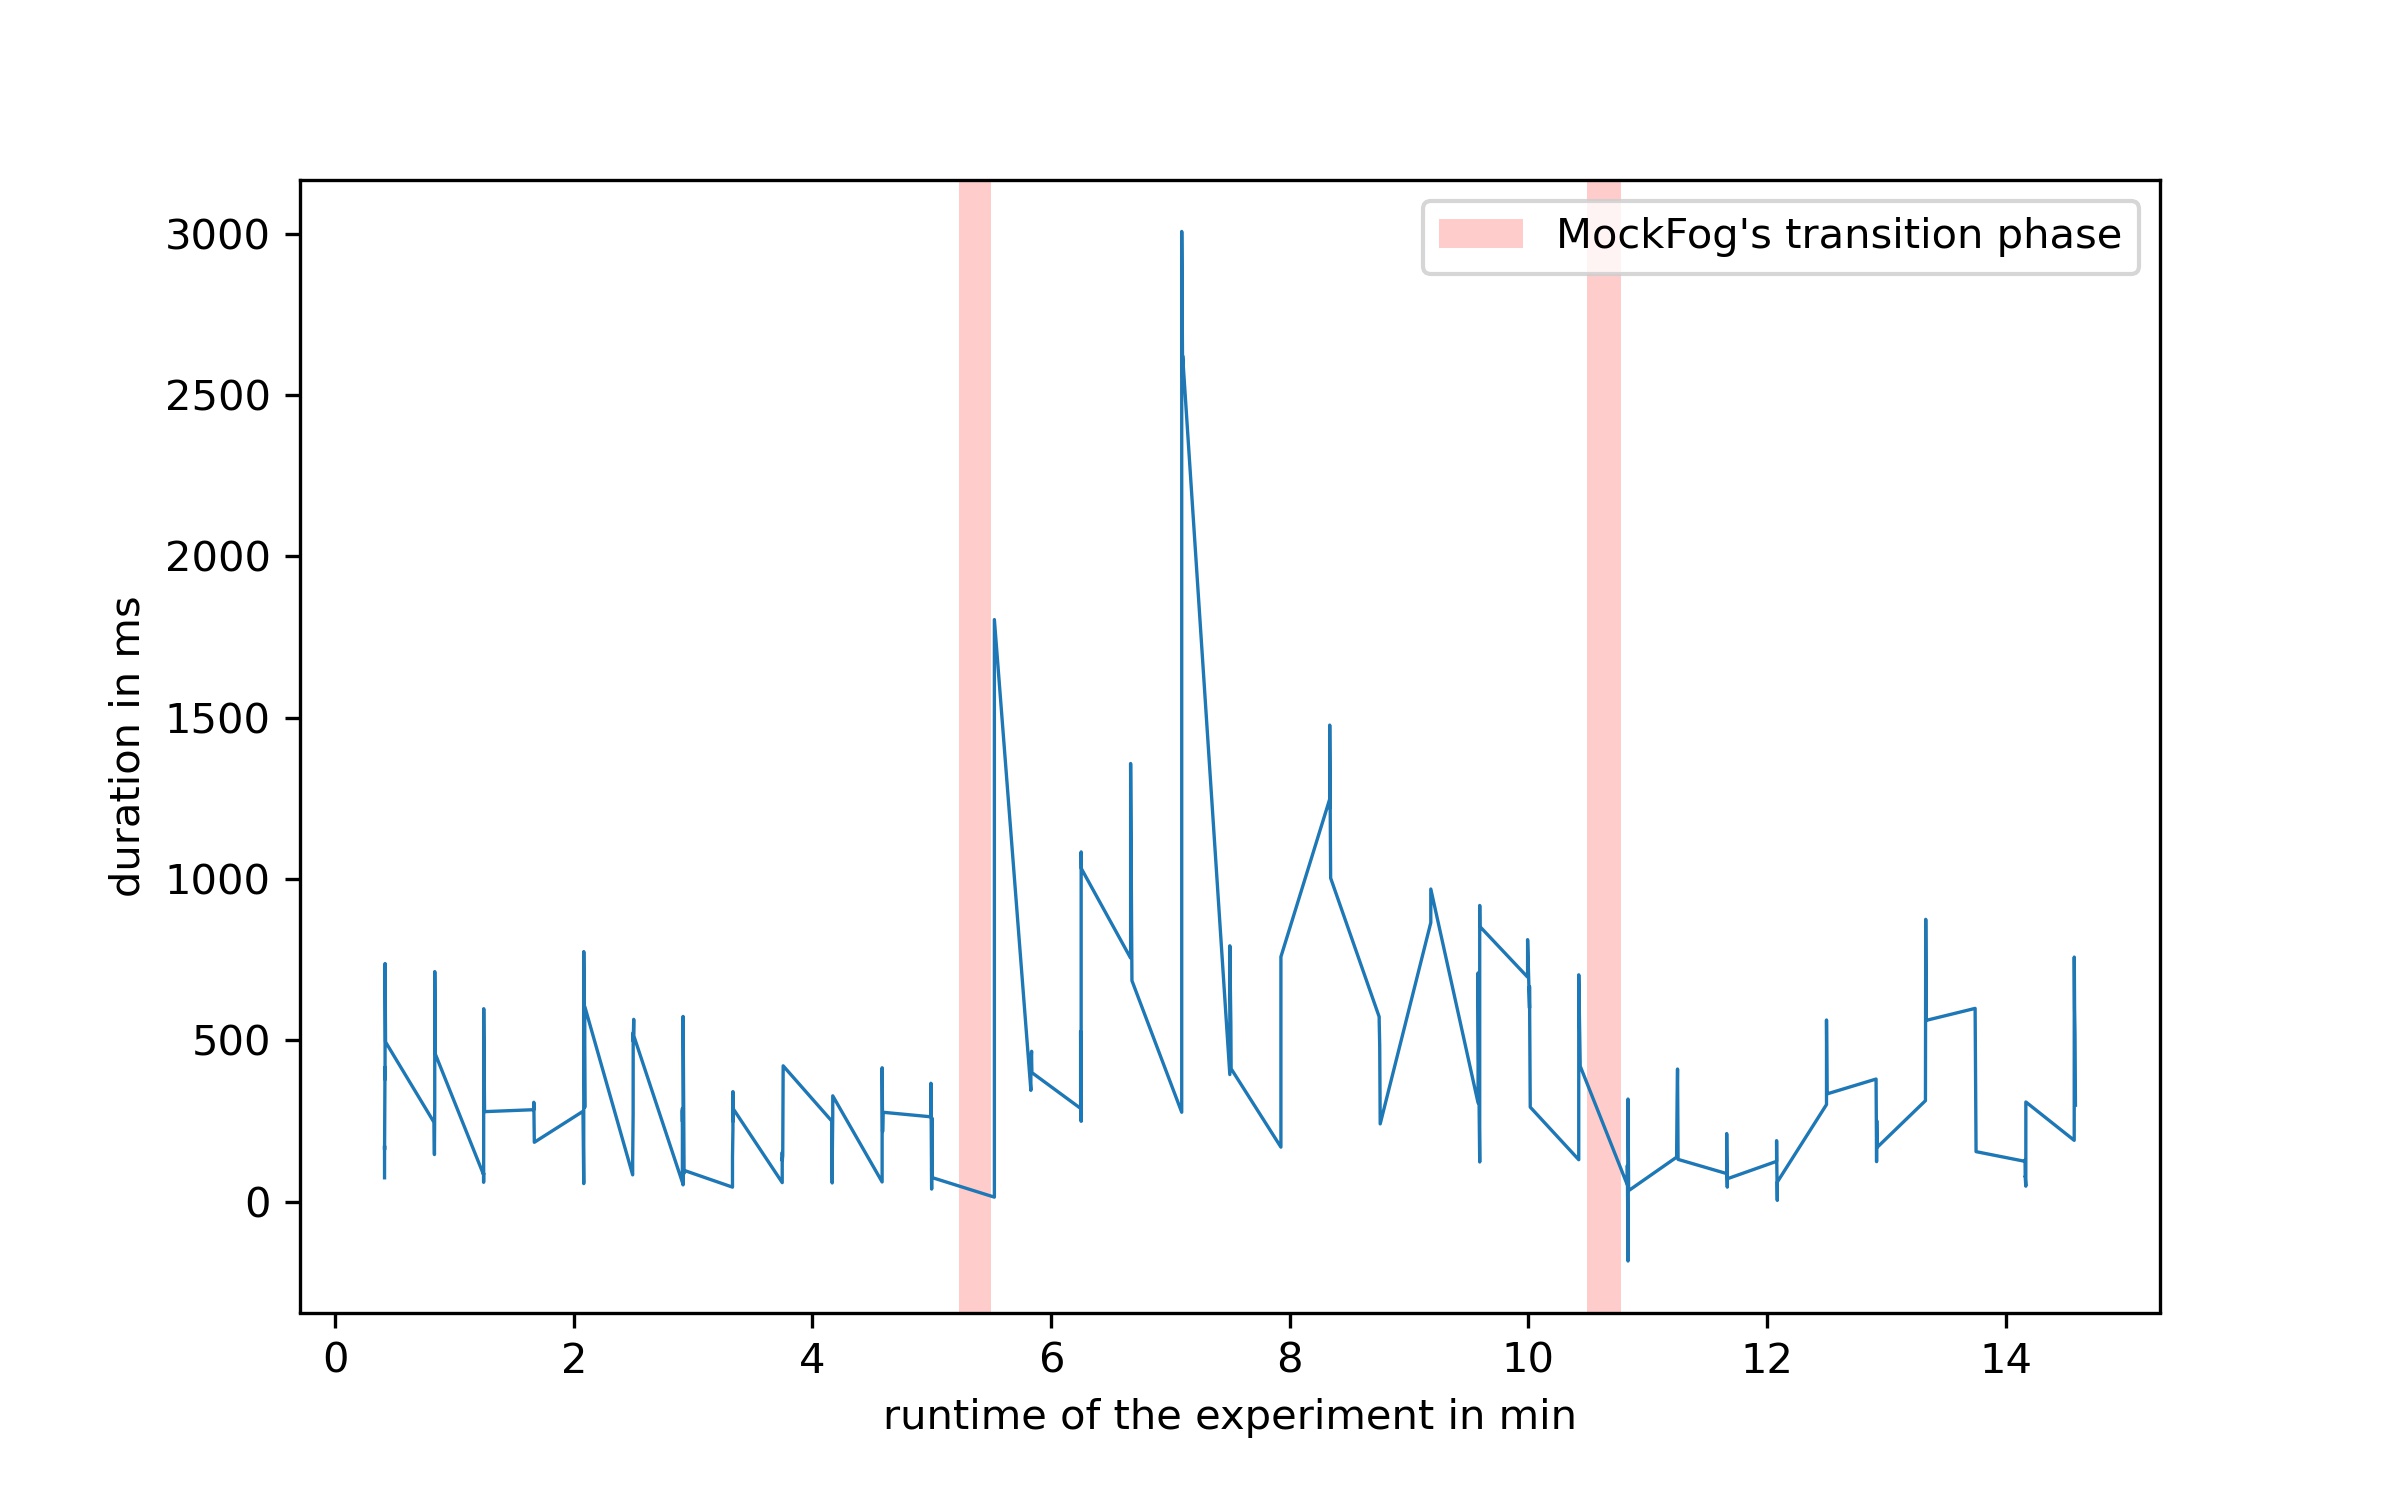 MockFog's transition phase
3000
2500
2000
1500
1000
500
0
duration in ms
0 2 4 6 8 10 12 14
runtime of the experiment in min